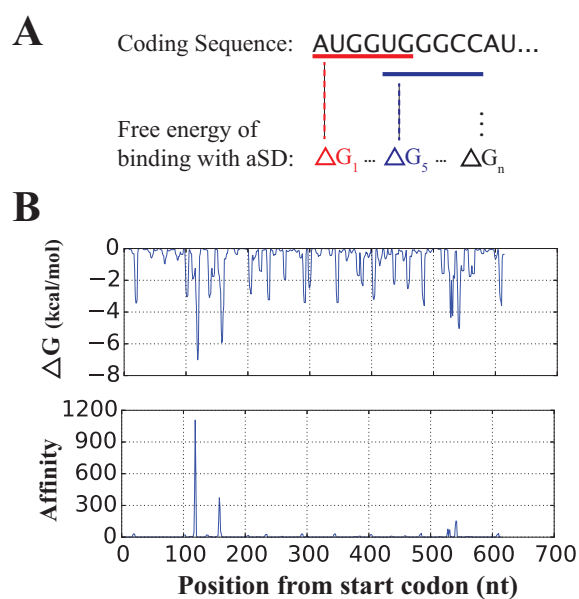 A
Coding Sequence: AUGGUGGGCCAU...
Free energy of
binding with aSD: △G1 ... △G5 ... △Gn
B
0
−2
−4
−6
−8
△G (kcal/mol)
1200
900
600
300
0
Affinity
0 100 200 300 400 500 600 700
Position from start codon (nt)